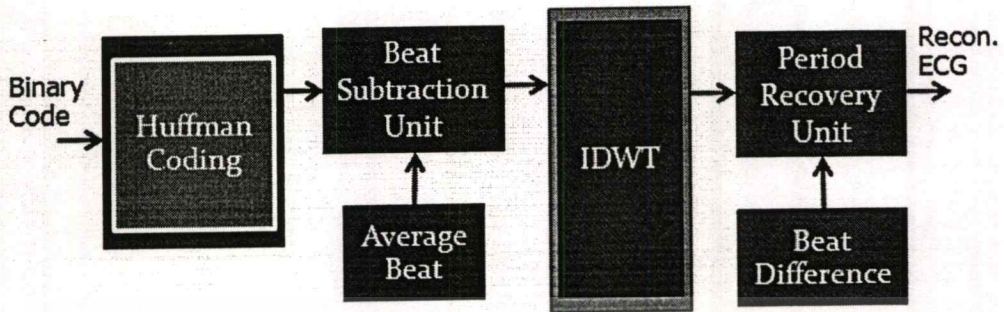 Binary
Code
Huffman
Coding
Beat
Subtraction
Unit
Average
Beat
IDWT
Period
Recovery
Unit
Beat
Difference
Recon.
ECG